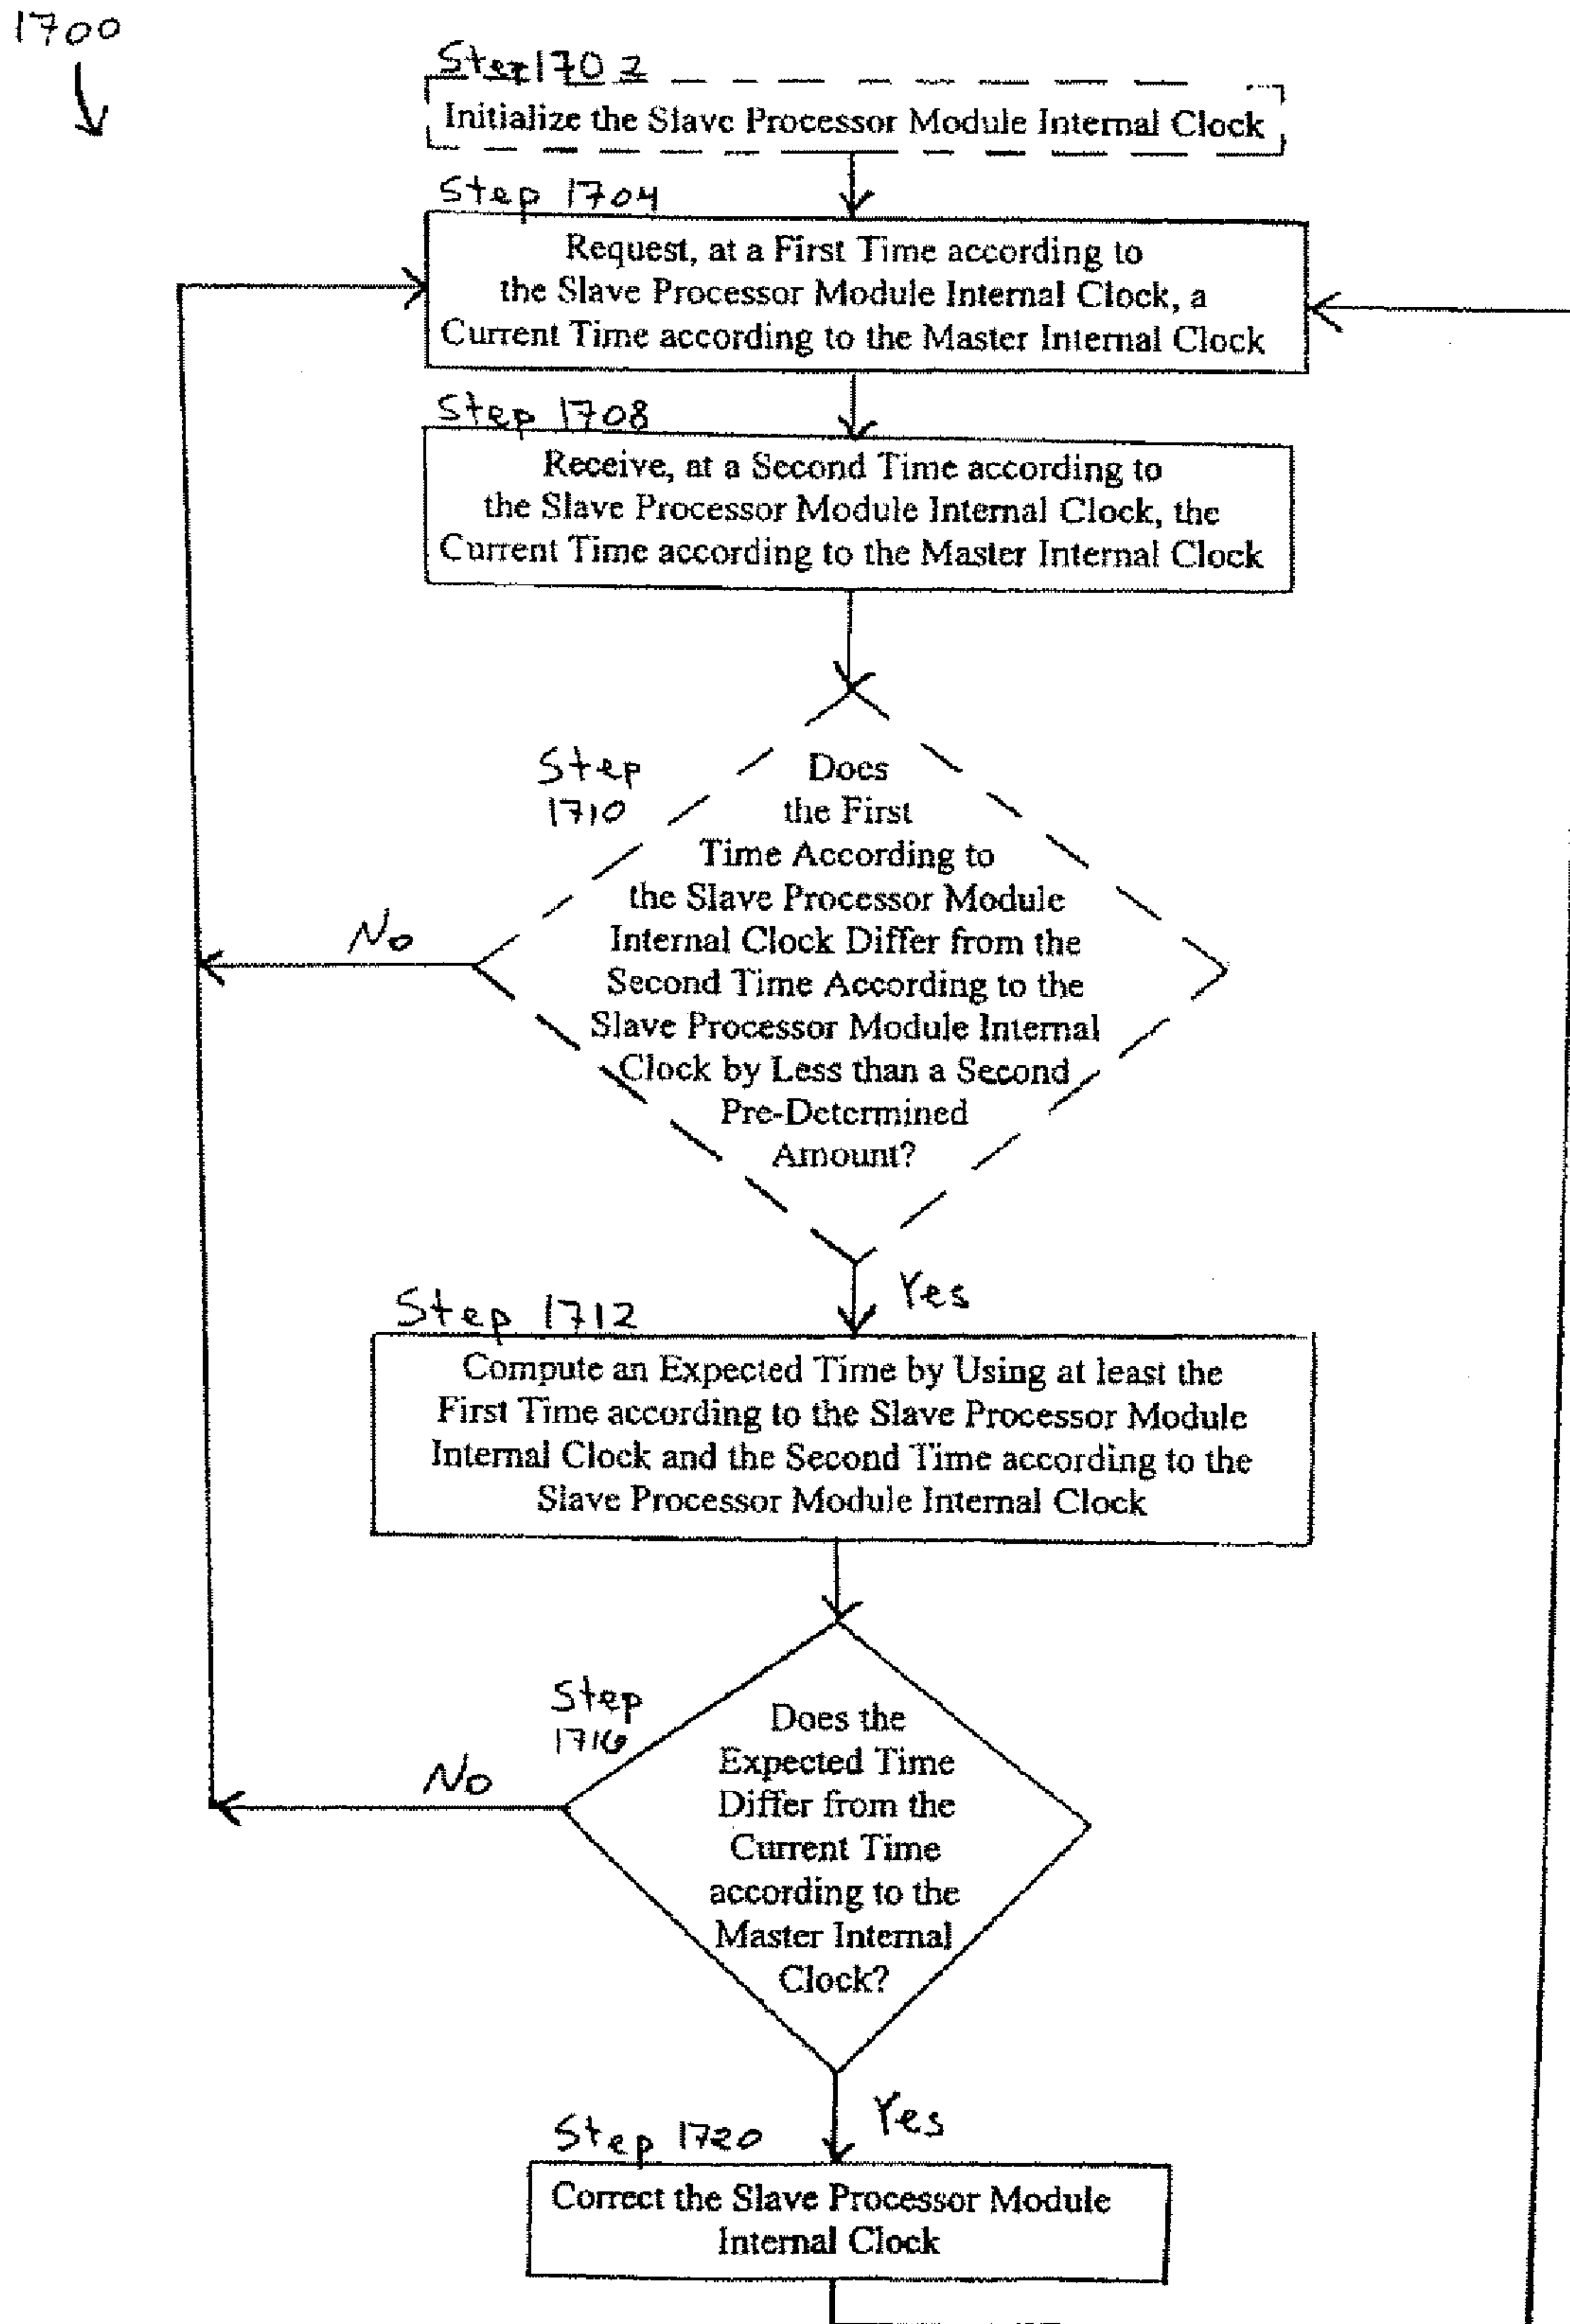 1700
Step 1702
Initialize the Slave Processor Module Internal Clock
Step 1704
Request, at a First Time according to
the Slave Processor Module Internal Clock, a
Current Time according to the Master Internal Clock
Step 1708
Receive, at a Second Time according to
the Slave Processor Module Internal Clock, the
Current Time according to the Master Internal Clock
Step
1710
Does
the First
Time According to
the Slave Processor Module
Internal Clock Differ from the
Second Time According to the
Slave Processor Module Internal
Clock by Less than a Second
Pre-Determined
Amount?
No
Yes
Step 1712
Compute an Expected Time by Using at least the
First Time according to the Slave Processor Module
Internal Clock and the Second Time according to the
Slave Processor Module Internal Clock
Step
1716
Does the
Expected Time
Differ from the
Current Time
according to the
Master Internal
Clock?
No
Yes
Step 1720
Correct the Slave Processor Module
Internal Clock